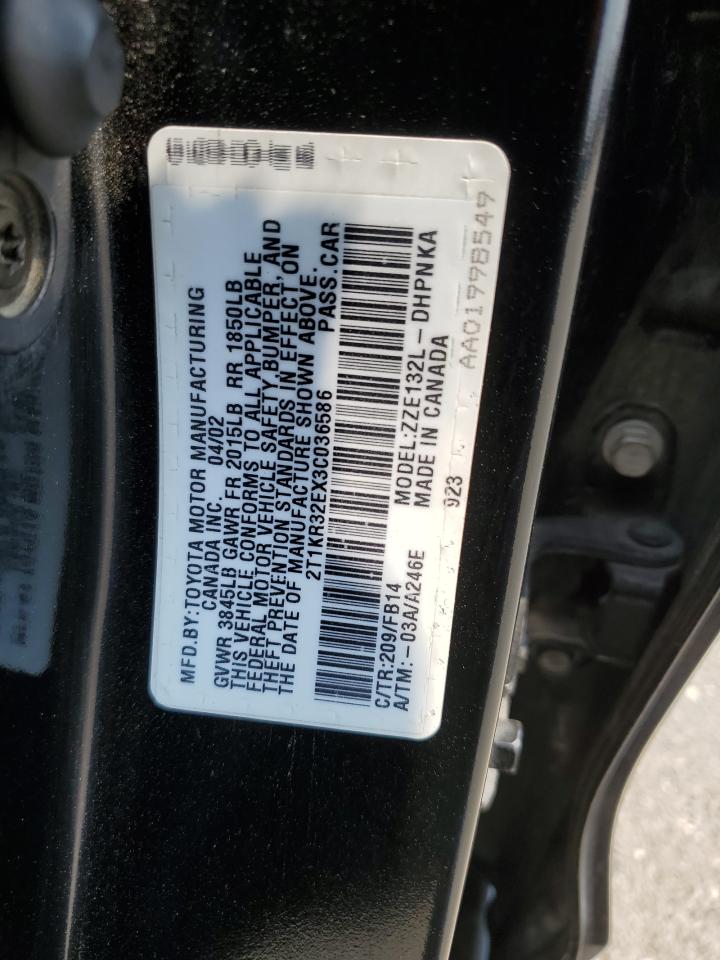 MFD.BY:TOYOTA MOTOR MANUFACTURING
CANADA INC. 04/02
GVWR 3845LB GAWR FR 2015LB RR 1850LB
THIS VEHICLE CONFORMS TO ALL APPLICABLE
FEDERAL MOTOR VEHICLE SAFETY,BUMPER, AND
THEFT PREVENTION STANDARDS IN EFFECT ON
THE DATE OF MANUFACTURE SHOWN ABOVE.
2T1KR32EX3C036586 PASS.CAR
C/TR:209/FB14 MODEL:ZZE132L-DHPNKA
A/TM:-03A/A246E MADE IN CANADA
923
AA01998549